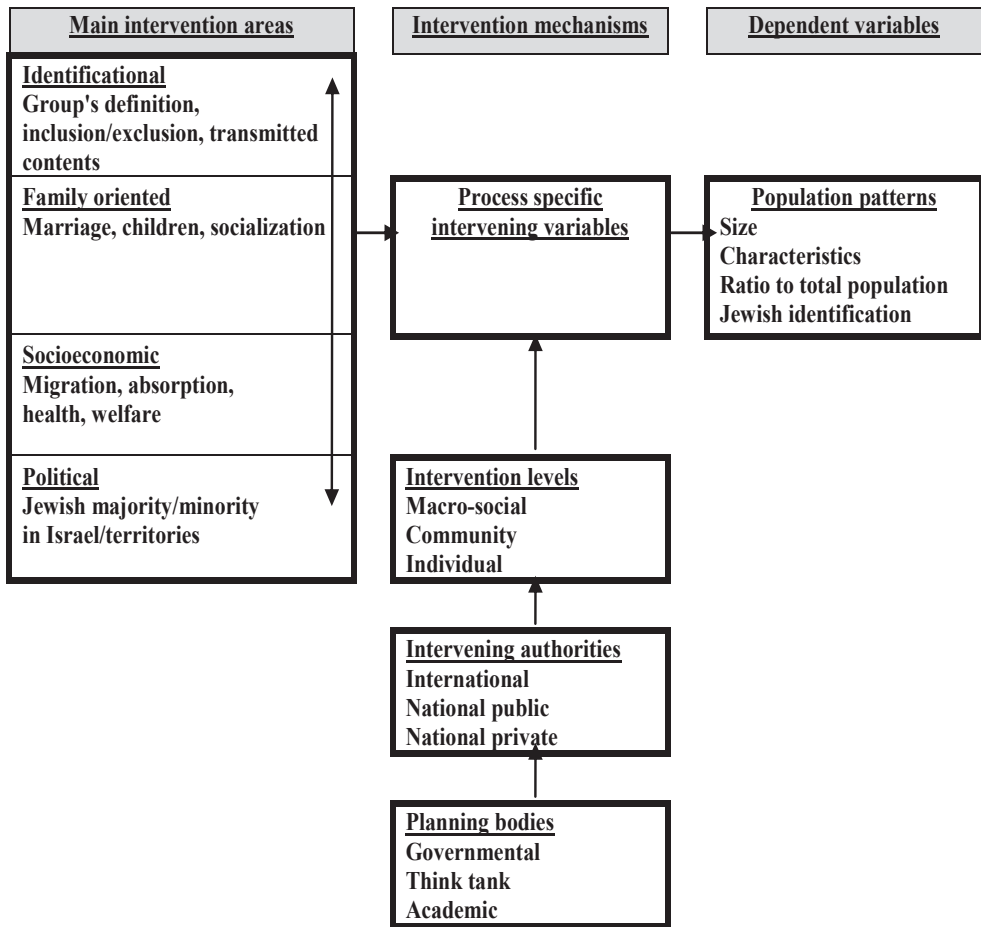 Main intervention areas
Intervention mechanisms
Dependent variables
Identificational
Group's definition,
inclusion/exclusion, transmitted
contents
Family oriented
Marriage, children, socialization
Socioeconomic
Migration, absorption,
health, welfare
Political
Jewish majority/minority
in Israel/territories
Process specific
intervening variables
Intervention levels
Macro-social
Community
Individual
Intervening authorities
International
National public
National private
Planning bodies
Governmental
Think tank
Academic
Population patterns
Size
Characteristics
Ratio to total population
Jewish identification